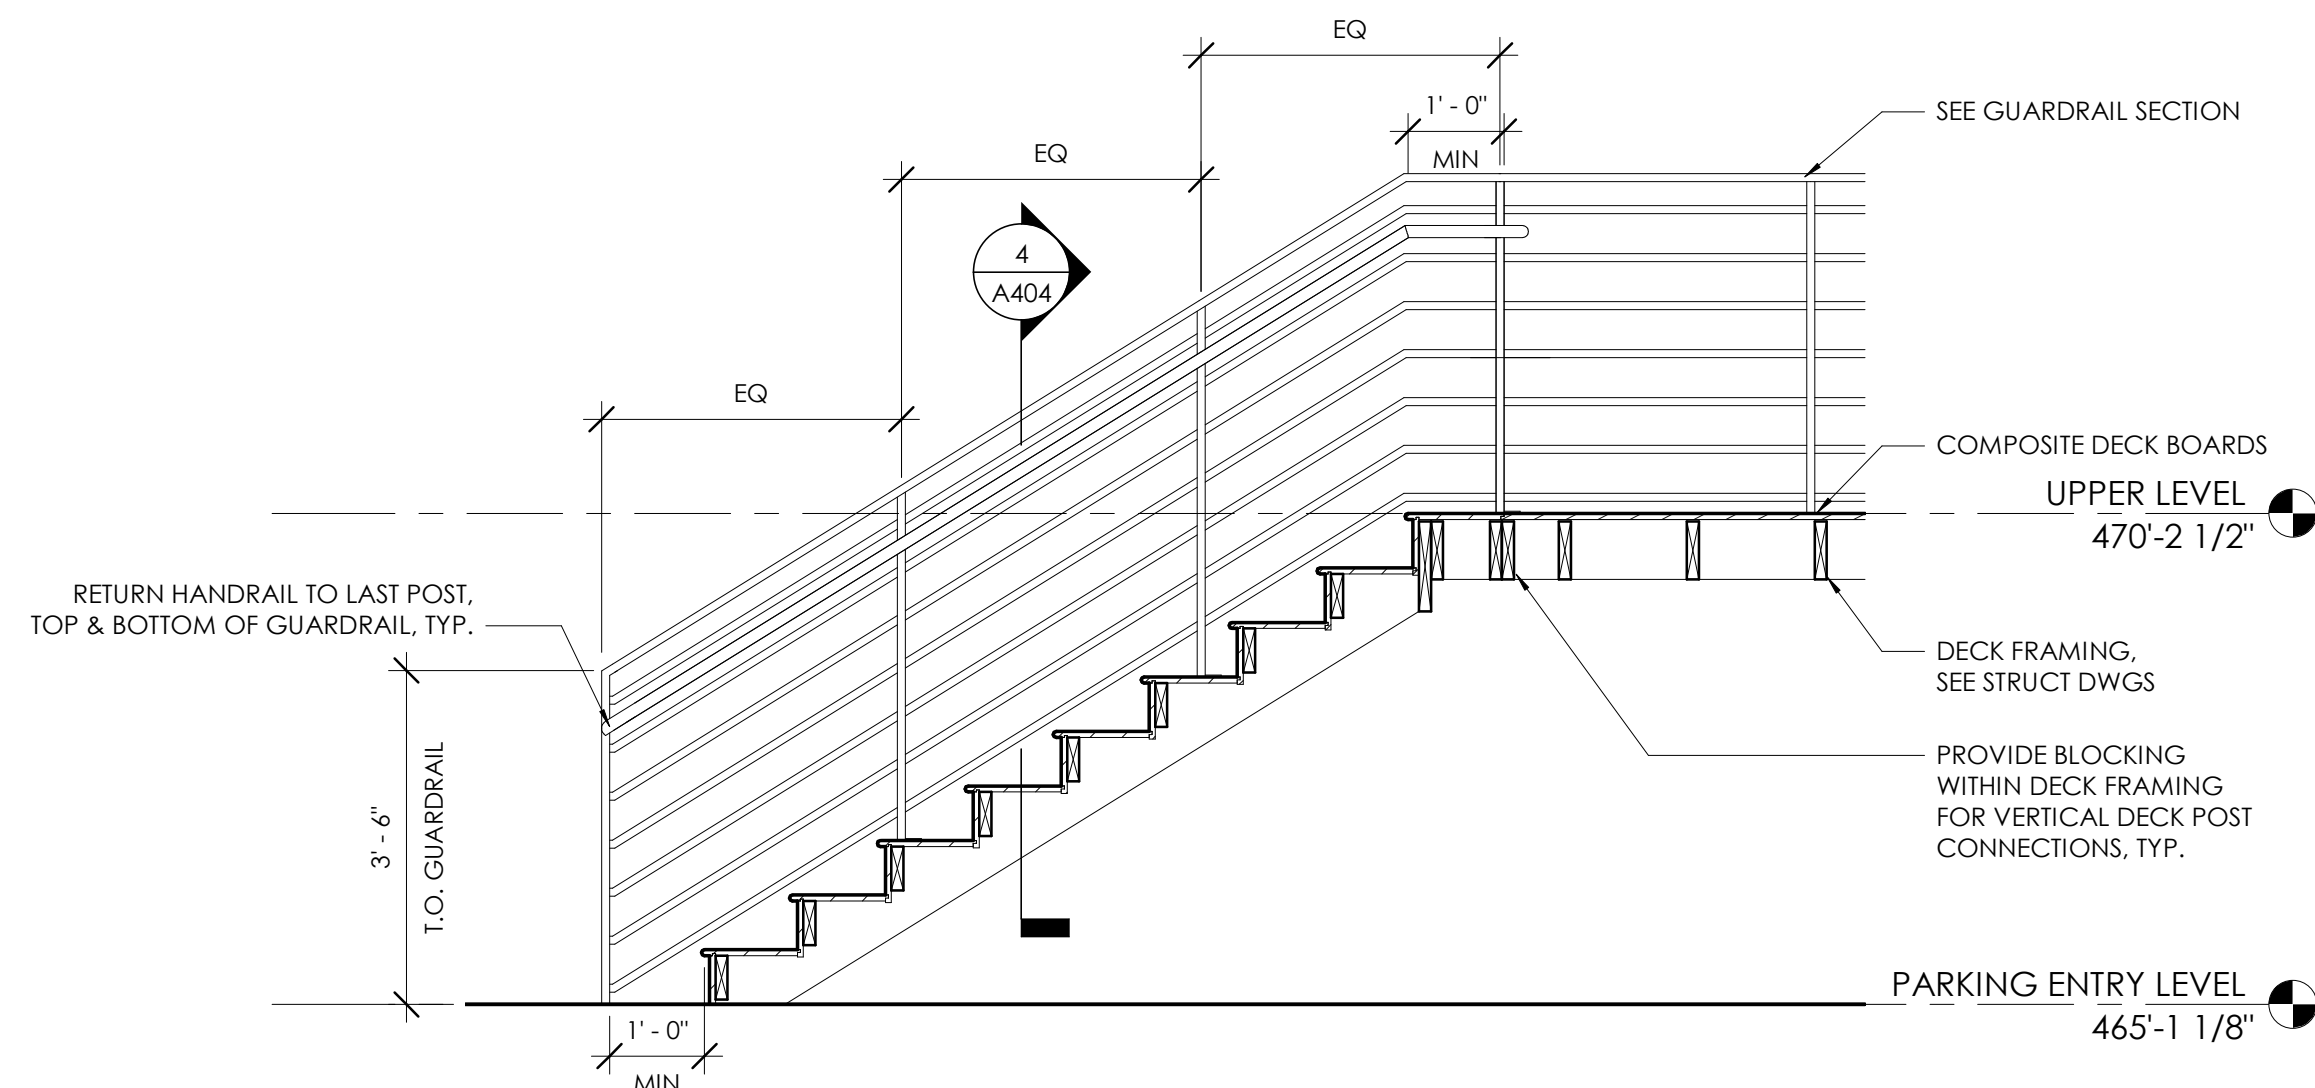 EQ
1' - 0"
MIN
SEE GUARDRAIL SECTION
EQ
4
A404
EQ
COMPOSITE DECK BOARDS
UPPER LEVEL
470'-2 1/2"
RETURN HANDRAIL TO LAST POST,
TOP & BOTTOM OF GUARDRAIL, TYP.
DECK FRAMING,
SEE STRUCT DWGS
3' - 6"
T.O. GUARDRAIL
PROVIDE BLOCKING
WITHIN DECK FRAMING
FOR VERTICAL DECK POST
CONNECTIONS, TYP.
PARKING ENTRY LEVEL
465'-1 1/8"
1' - 0"
MIN